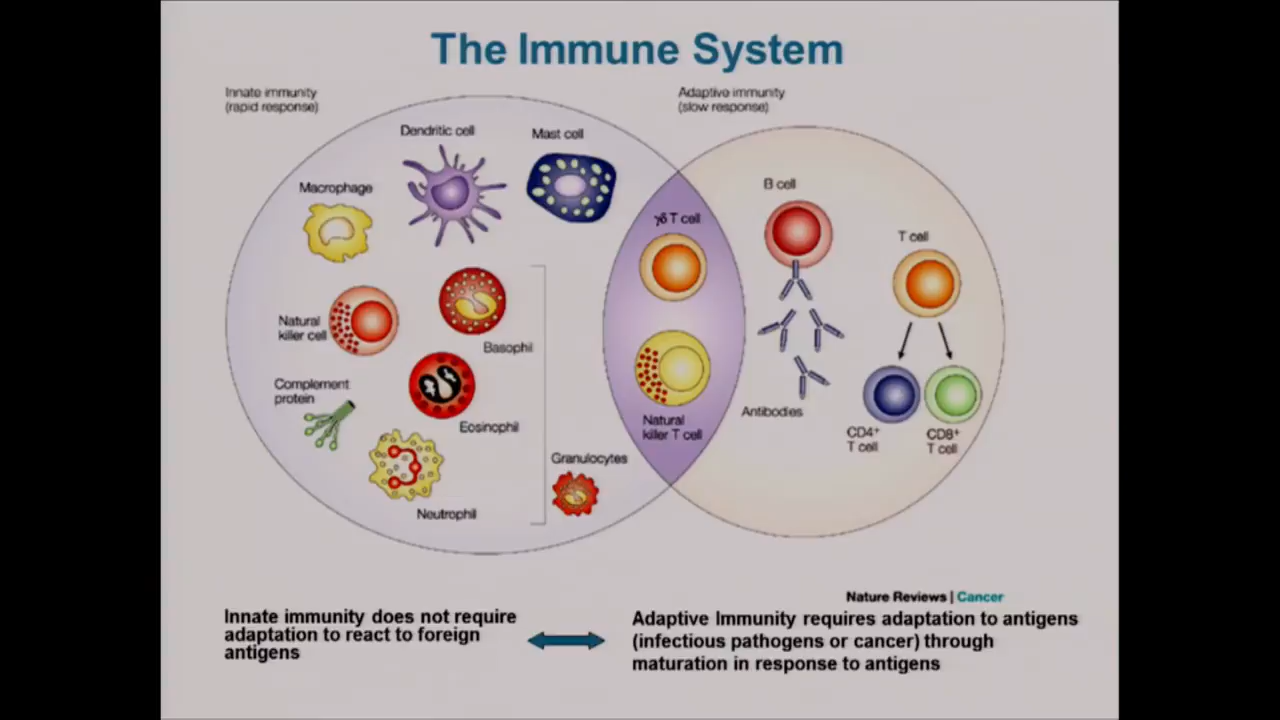 The Immune System
Innate immunity
(rapid response)
Adaptive immunity
(slow response)
Dendritic cell
Mast cell
Macrophage
B cell
γδ T cell
T cell
Natural
killer cell
Basophil
Complement
protein
Eosinophil
Antibodies
Natural
killer T cell
CD4+
T cell
CD8+
T cell
Granulocytes
Neutrophil
Nature Reviews | Cancer
Innate immunity does not require
adaptation to react to foreign
antigens
Adaptive Immunity requires adaptation to antigens
(infectious pathogens or cancer) through
maturation in response to antigens